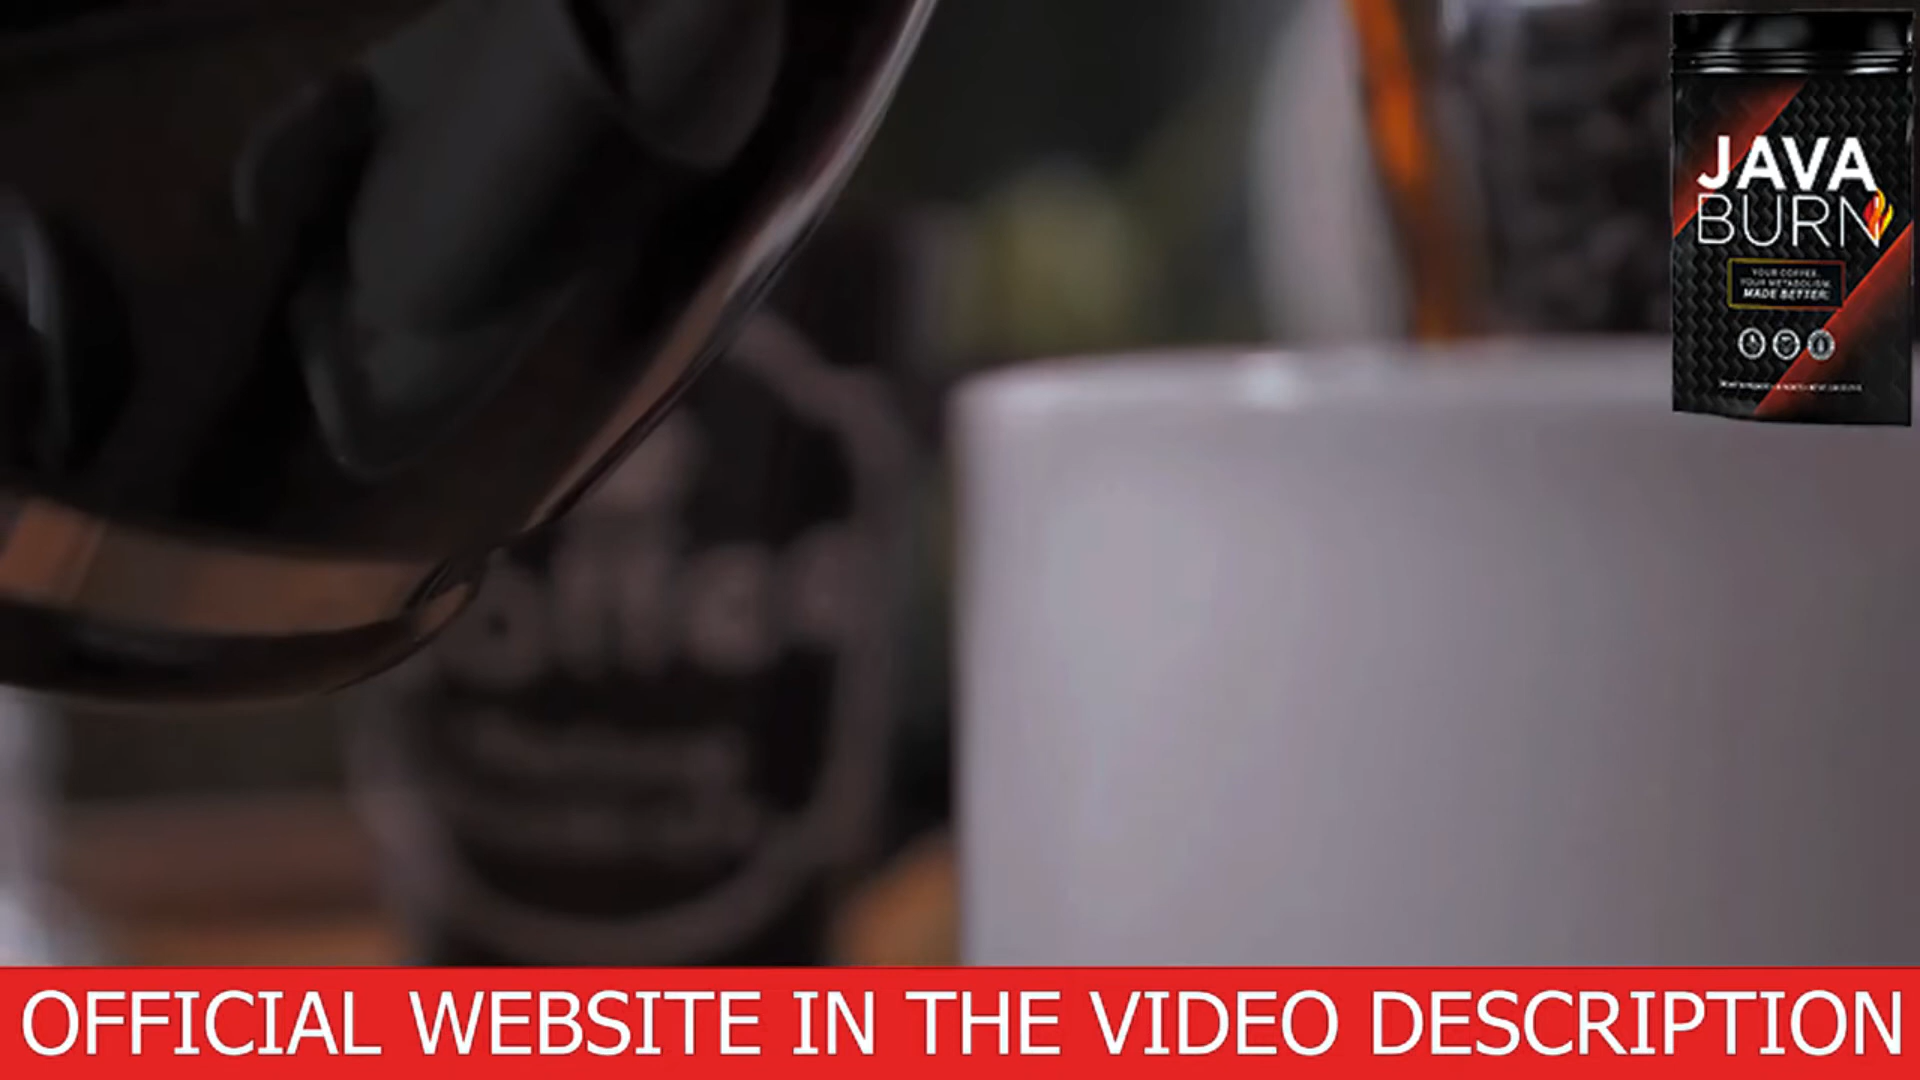 JAVA
BURN
YOUR COFFEE.
YOUR METABOLISM.
MADE BETTER.
OFFICIAL WEBSITE IN THE VIDEO DESCRIPTION